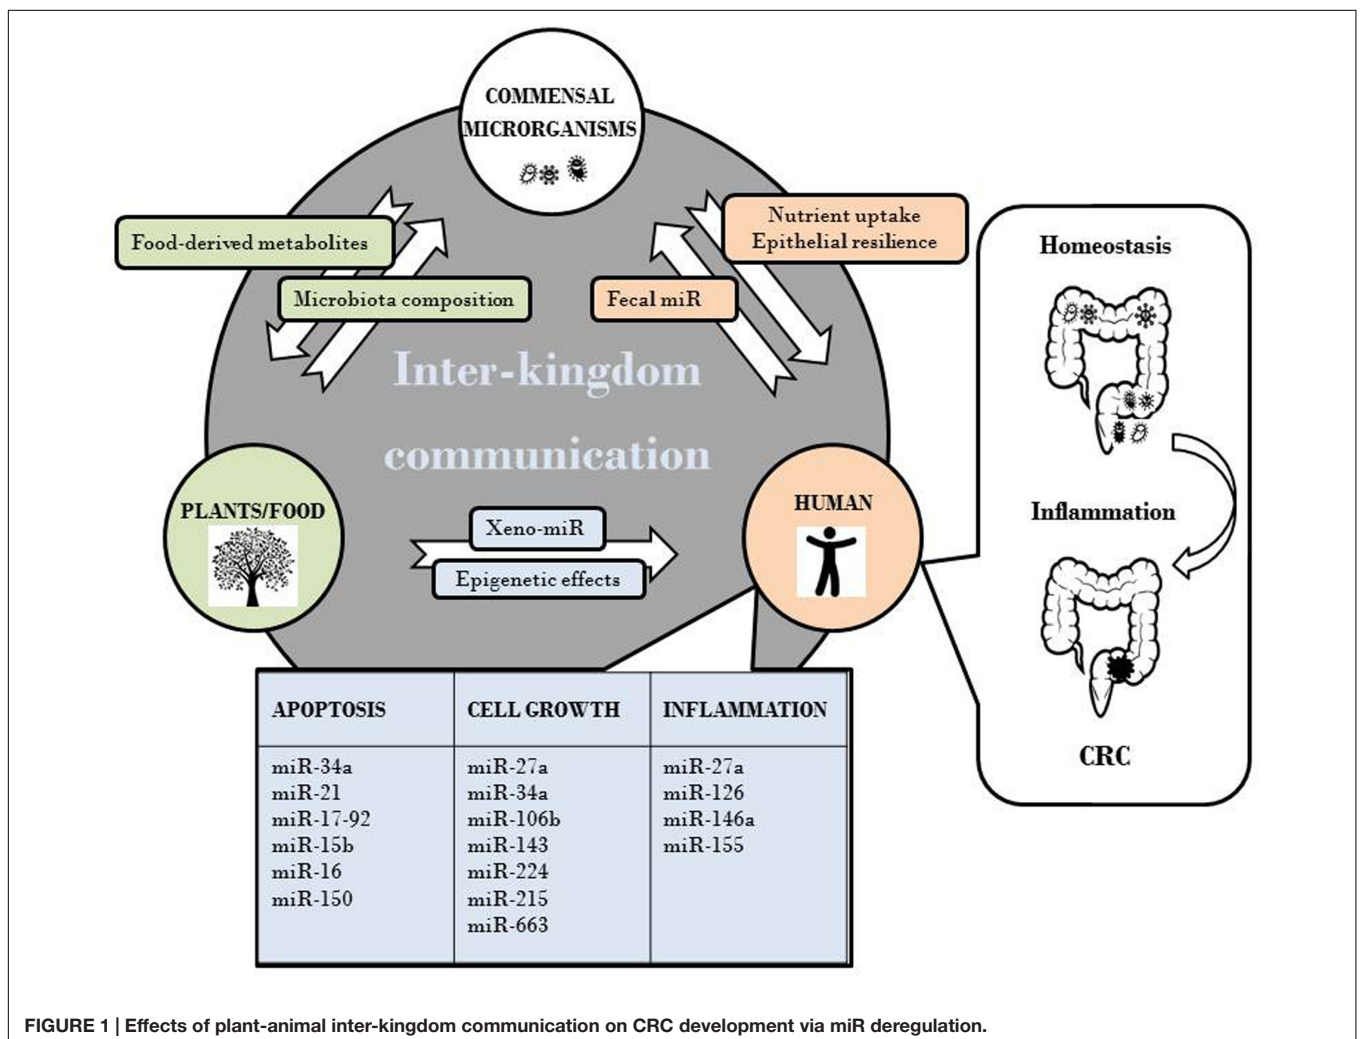 COMMENSAL
MICRORGANISMS
Food-derived metabolites
Microbiota composition
Nutrient uptake
Epithelial resilience
Fecal miR
Inter-kingdom
communication
PLANTS/FOOD
Xeno-miR
Epigenetic effects
HUMAN
Homeostasis
Inflammation
CRC
APOPTOSIS
miR-34a
miR-21
miR-17-92
miR-15b
miR-16
miR-150
CELL GROWTH
miR-27a
miR-34a
miR-106b
miR-143
miR-224
miR-215
miR-663
INFLAMMATION
miR-27a
miR-126
miR-146a
miR-155
FIGURE 1 | Effects of plant-animal inter-kingdom communication on CRC development via miR deregulation.